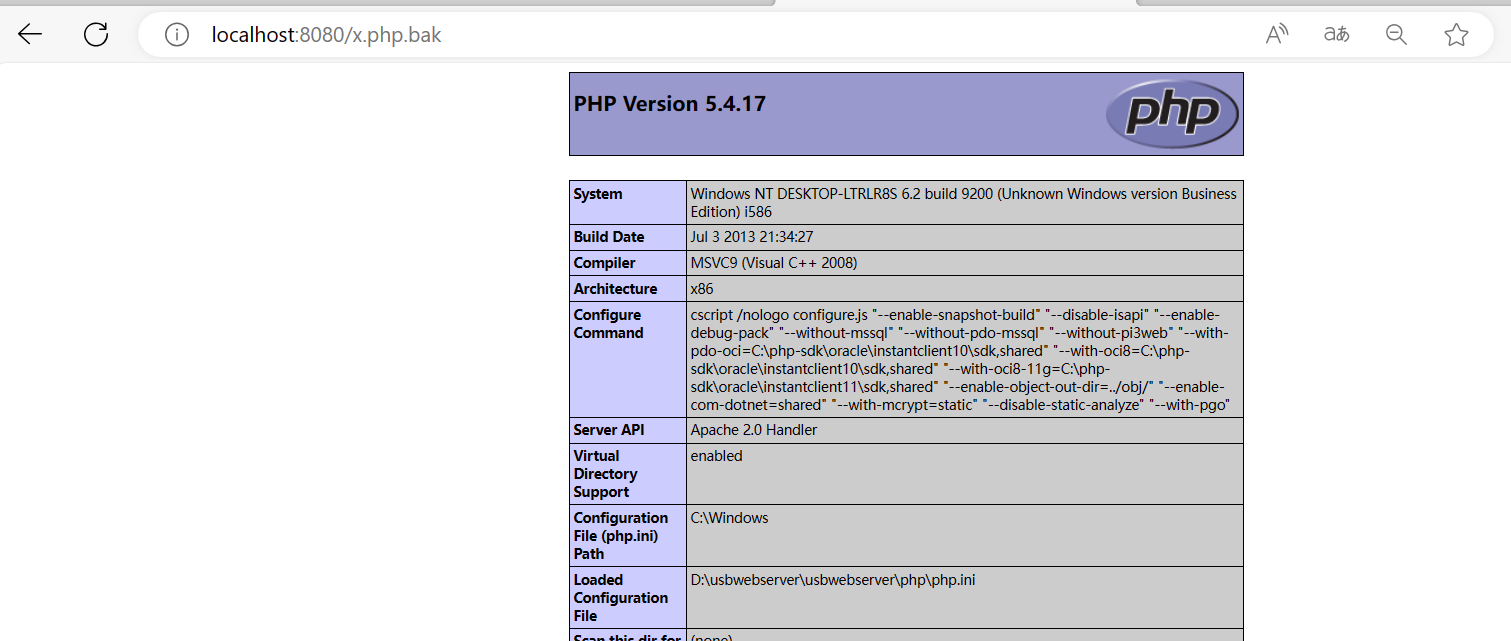 localhost:8080/x.php.bak
PHP Version 5.4.17
php
System
Windows NT DESKTOP-LTRLR8S 6.2 build 9200 (Unknown Windows version Business
Edition) i586
Build Date
Jul 3 2013 21:34:27
Compiler
MSVC9 (Visual C++ 2008)
Architecture
x86
Configure
Command
cscript /nologo configure.js "--enable-snapshot-build" "--disable-isapi" "--enable-
debug-pack" "--without-mssql" "--without-pdo-mssql" "--without-pi3web" "--with-
pdo-oci=C:\php-sdk\oracle\instantclient10\sdk,shared" "--with-oci8=C:\php-
sdk\oracle\instantclient10\sdk,shared" "--with-oci8-11g=C:\php-
sdk\oracle\instantclient11\sdk,shared" "--enable-object-out-dir=../obj/" "--enable-
com-dotnet=shared" "--with-mcrypt=static" "--disable-static-analyze" "--with-pgo"
Server API
Apache 2.0 Handler
Virtual
Directory
Support
enabled
Configuration
File (php.ini)
Path
C:\Windows
Loaded
Configuration
File
D:\usbwebserver\usbwebserver\php\php.ini
Scan this dir for
(none)